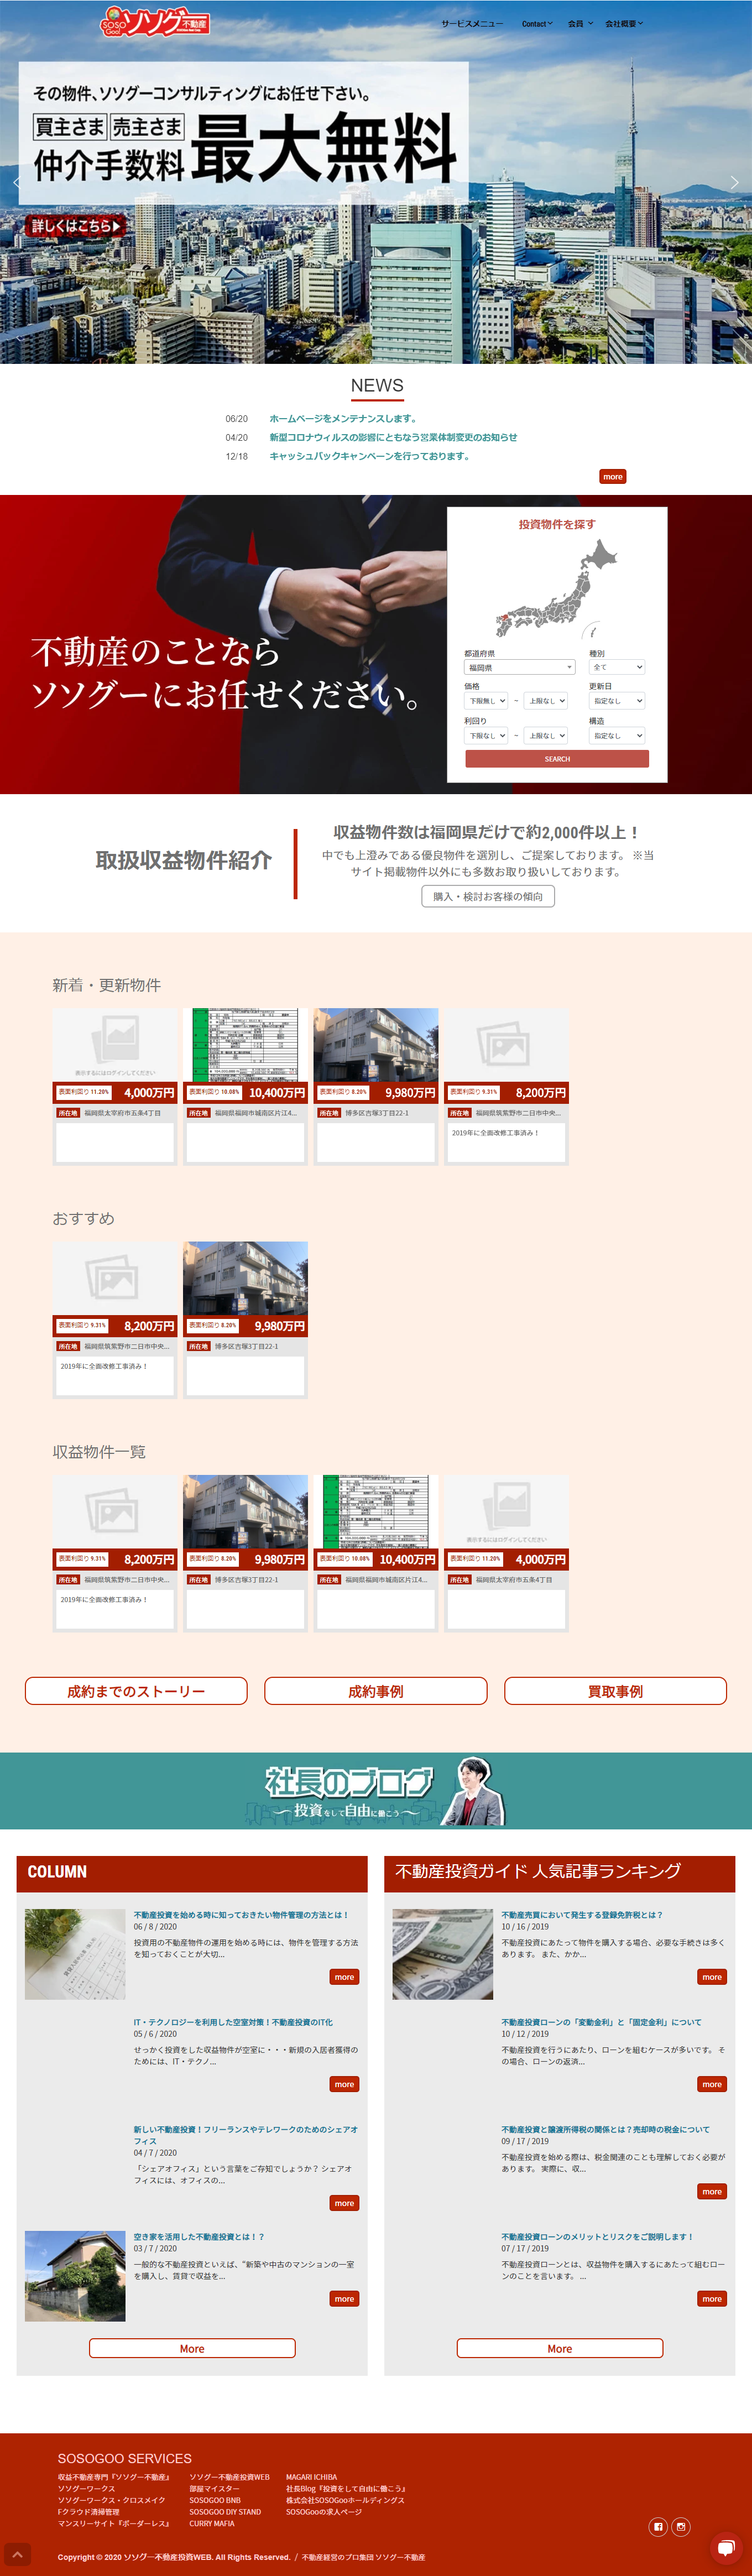 SOSO Goo! ソソグー不動産
サービスメニュー Contact 会員 会社概要
その物件、ソソグーコンサルティングにお任せ下さい。
買主さま 売主さま
仲介手数料 最大無料
詳しくはこちら▶
NEWS
06/20 ホームページをメンテナンスします。
04/20 新型コロナウィルスの影響にともなう営業体制変更のお知らせ
12/18 キャッシュバックキャンペーンを行っております。
more
不動産のことなら
ソソグーにお任せください。
投資物件を探す
都道府県 種別
福岡県 全て
価格 更新日
下限無し ~ 上限なし 指定なし
利回り 構造
下限なし ~ 上限なし 指定なし
SEARCH
取扱収益物件紹介
収益物件数は福岡県だけで約2,000件以上！
中でも上澄みである優良物件を選別し、ご提案しております。 ※当
サイト掲載物件以外にも多数お取り扱いしております。
購入・検討お客様の傾向
新着・更新物件
表示するにはログインしてください
表面利回り 11.20% 4,000万円
所在地 福岡県太宰府市五条4丁目
表面利回り 10.08% 10,400万円
所在地 福岡県福岡市城南区片江4...
表面利回り 8.20% 9,980万円
所在地 博多区吉塚3丁目22-1
表面利回り 9.31% 8,200万円
所在地 福岡県筑紫野市二日市中央...
2019年に全面改修工事済み！
おすすめ
表面利回り 9.31% 8,200万円
所在地 福岡県筑紫野市二日市中央...
2019年に全面改修工事済み！
表面利回り 8.20% 9,980万円
所在地 博多区吉塚3丁目22-1
収益物件一覧
表面利回り 9.31% 8,200万円
所在地 福岡県筑紫野市二日市中央...
2019年に全面改修工事済み！
表面利回り 8.20% 9,980万円
所在地 博多区吉塚3丁目22-1
表面利回り 10.08% 10,400万円
所在地 福岡県福岡市城南区片江4...
表示するにはログインしてください
表面利回り 11.20% 4,000万円
所在地 福岡県太宰府市五条4丁目
成約までのストーリー 成約事例 買取事例
社長のブログ
〜投資をして自由に働こう〜
COLUMN
不動産投資を始める時に知っておきたい物件管理の方法とは！
06 / 8 / 2020
投資用の不動産物件の運用を始める時には、物件を管理する方法
を知っておくことが大切...
more
IT・テクノロジーを利用した空室対策！不動産投資のIT化
05 / 6 / 2020
せっかく投資をした収益物件が空室に・・・新規の入居者獲得の
ためには、IT・テクノ...
more
新しい不動産投資！フリーランスやテレワークのためのシェアオ
フィス
04 / 7 / 2020
「シェアオフィス」という言葉をご存知でしょうか？ シェアオ
フィスには、オフィスの...
more
空き家を活用した不動産投資とは！？
03 / 7 / 2020
一般的な不動産投資といえば、"新築や中古のマンションの一室
を購入し、賃貸で収益を...
more
More
不動産投資ガイド 人気記事ランキング
不動産売買において発生する登録免許税とは？
10 / 16 / 2019
不動産投資にあたって物件を購入する場合、必要な手続きは多く
あります。 また、かか...
more
不動産投資ローンの「変動金利」と「固定金利」について
10 / 12 / 2019
不動産投資を行うにあたり、ローンを組むケースが多いです。 そ
の場合、ローンの返済...
more
不動産投資と譲渡所得税の関係とは？売却時の税金について
09 / 17 / 2019
不動産投資を始める際は、税金関連のことも理解しておく必要が
あります。 実際に、収...
more
不動産投資ローンのメリットとリスクをご説明します！
07 / 17 / 2019
不動産投資ローンとは、収益物件を購入するにあたって組むロー
ンのことを言います。 ...
more
More
SOSOGOO SERVICES
収益不動産専門『ソソグー不動産』
ソソグーワークス
ソソグーワークス・クロスメイク
Fクラウド清掃管理
マンスリーサイト『ボーダーレス』
ソソグー不動産投資WEB
部屋マイスター
SOSOGOO BNB
SOSOGOO DIY STAND
CURRY MAFIA
MAGARI ICHIBA
社長Blog『投資をして自由に働こう』
株式会社SOSOGooホールディングス
SOSOGooの求人ページ
Copyright © 2020 ソソグー不動産投資WEB. All Rights Reserved. / 不動産経営のプロ集団 ソソグー不動産